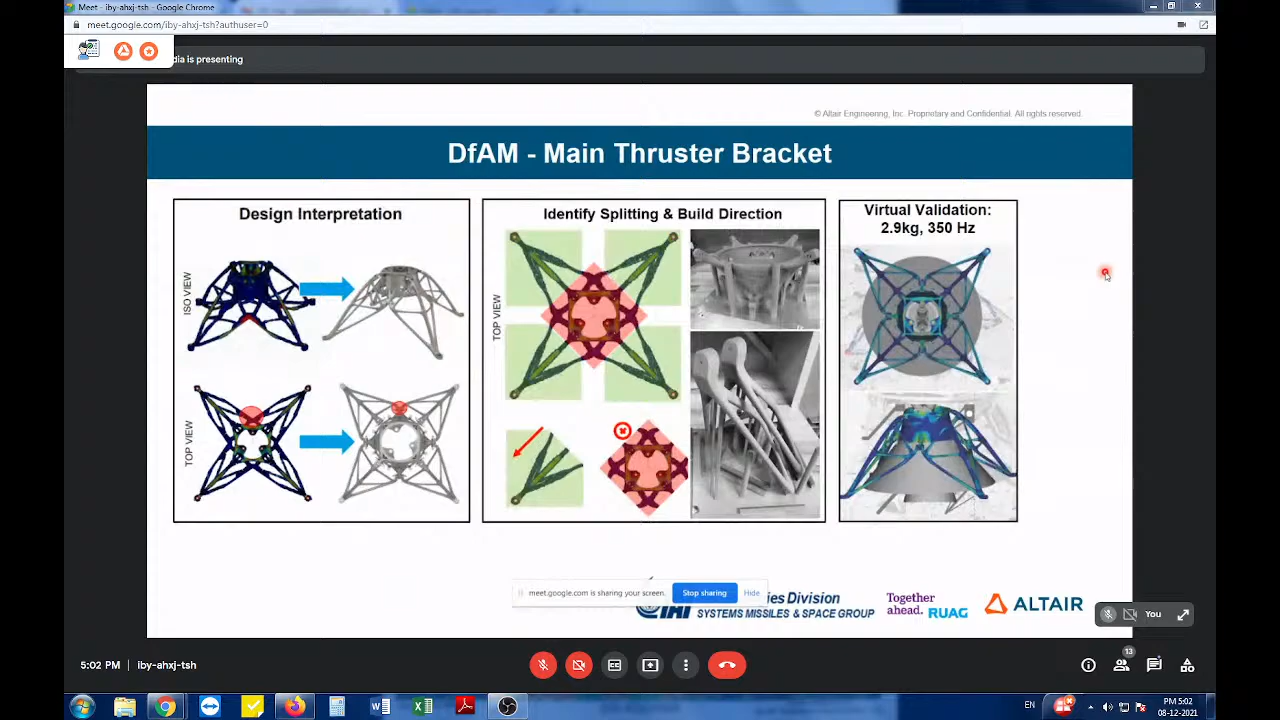 Meet - iby-ahxj-tsh - Google Chrome
meet.google.com/iby-ahxj-tsh?authuser=0
dia is presenting
© Altair Engineering, Inc. Proprietary and Confidential. All rights reserved.
DfAM - Main Thruster Bracket
Design Interpretation
ISO VIEW
TOP VIEW
Identify Splitting & Build Direction
TOP VIEW
Virtual Validation:
2.9kg, 350 Hz
meet.google.com is sharing your screen.
Stop sharing
Hide
IAI
ies Division
SYSTEMS MISSILES & SPACE GROUP
Together
ahead. RUAG
ALTAIR
You
5:02 PM | iby-ahxj-tsh
13
EN
PM 5:02
08-12-2021